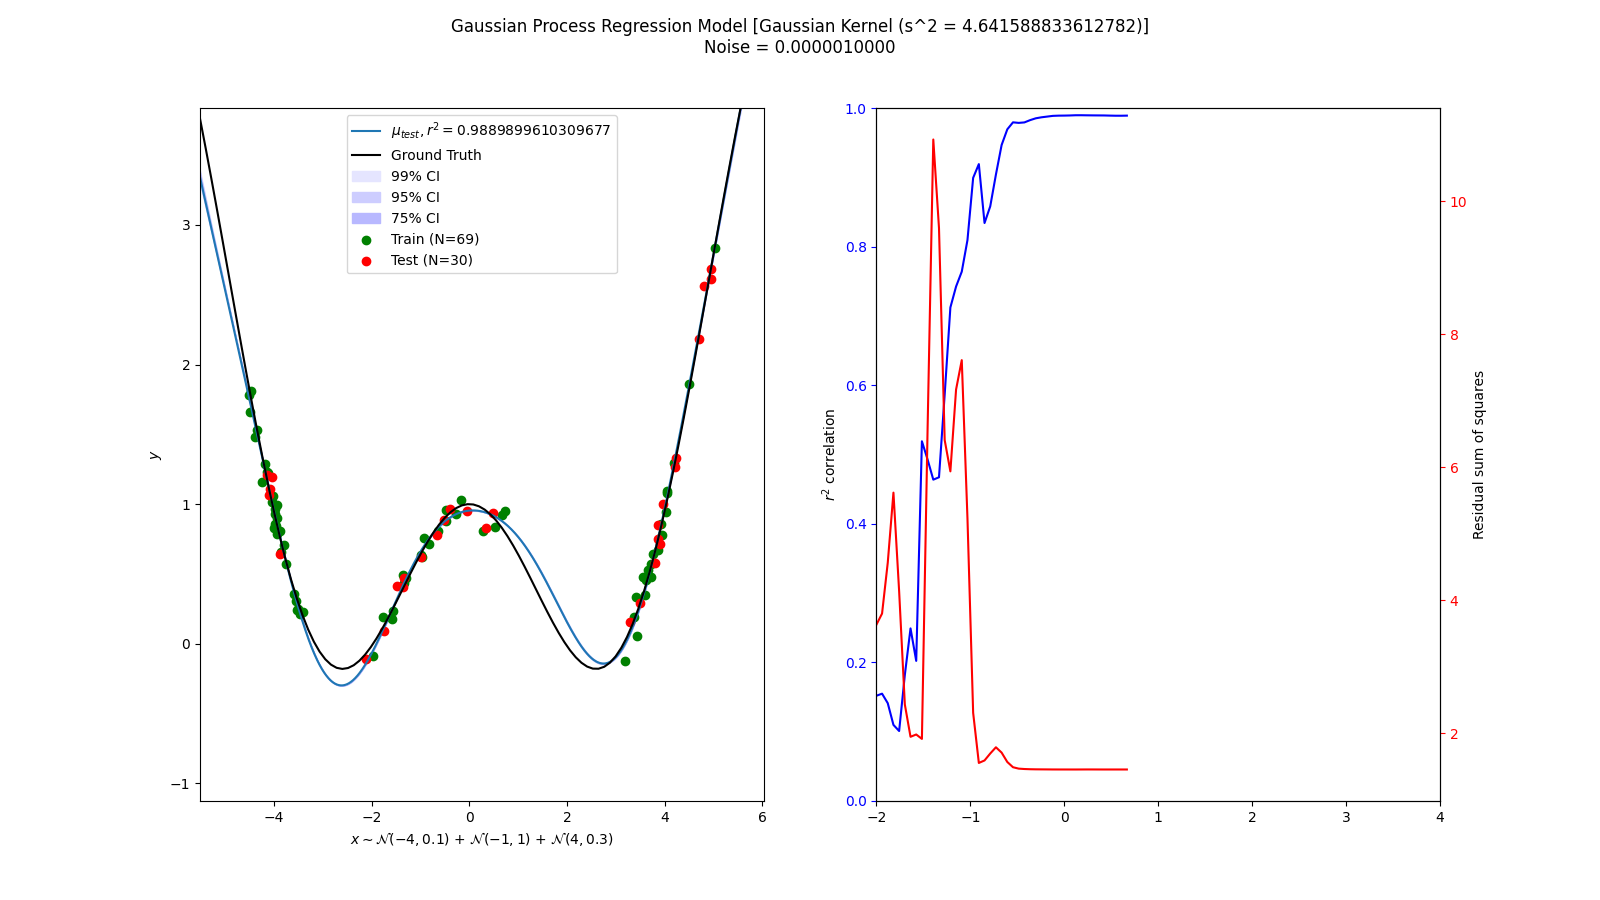 Gaussian Process Regression Model [Gaussian Kernel (s^2 = 4.641588833612782)]
Noise = 0.0000010000
μ_test, r² = 0.9889899610309677
Ground Truth
99% CI
95% CI
75% CI
Train (N=69)
Test (N=30)
3
2
1
0
−1
y
−4 −2 0 2 4 6
x ∼ 𝒩(−4, 0.1) + 𝒩(−1, 1) + 𝒩(4, 0.3)
1.0
0.8
0.6
0.4
0.2
0.0
r² correlation
−2 −1 0 1 2 3 4
10
8
6
4
2
Residual sum of squares